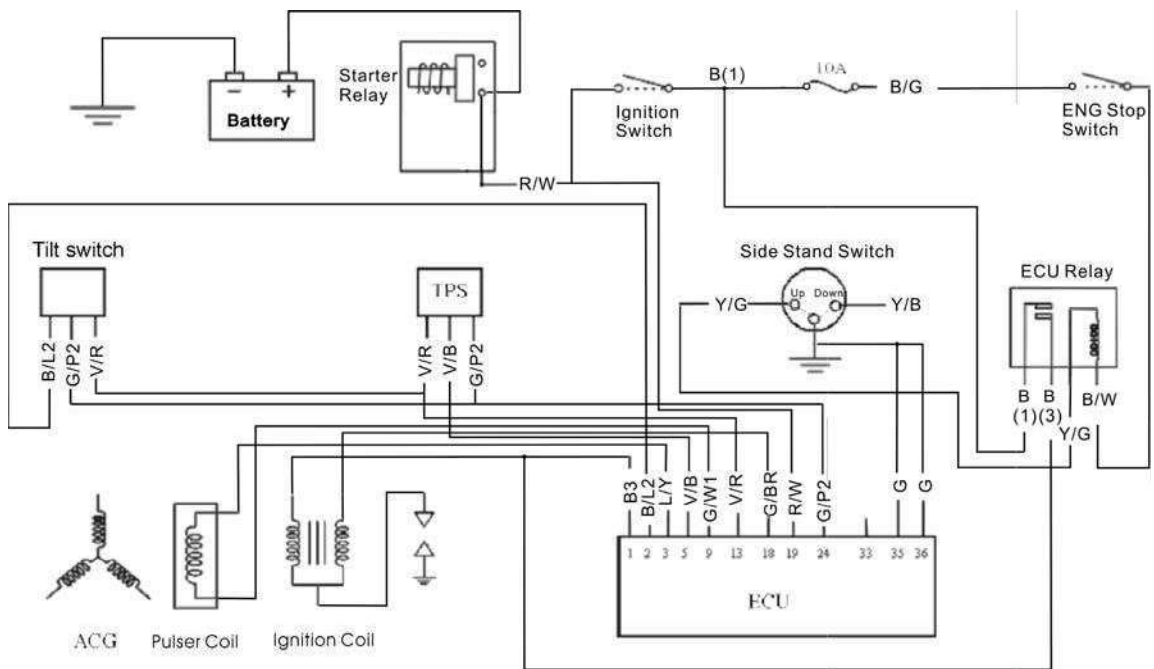 Starter
Relay
−
+
Battery
R/W
Ignition
Switch
B(1)
10A
B/G
ENG Stop
Switch
Tilt switch
B/L2
G/P2
V/R
TPS
V/R
V/B
G/P2
Side Stand Switch
Up
Down
Y/G
Y/B
ECU Relay
B
(1)
B
(3)
Y/G
B/W
B3
B/L2
L/Y
V/B
G/W1
V/R
G/BR
R/W
G/P2
G
G
1
2
3
5
9
13
18
19
24
33
35
36
ECU
ACG
Pulser Coil
Ignition Coil